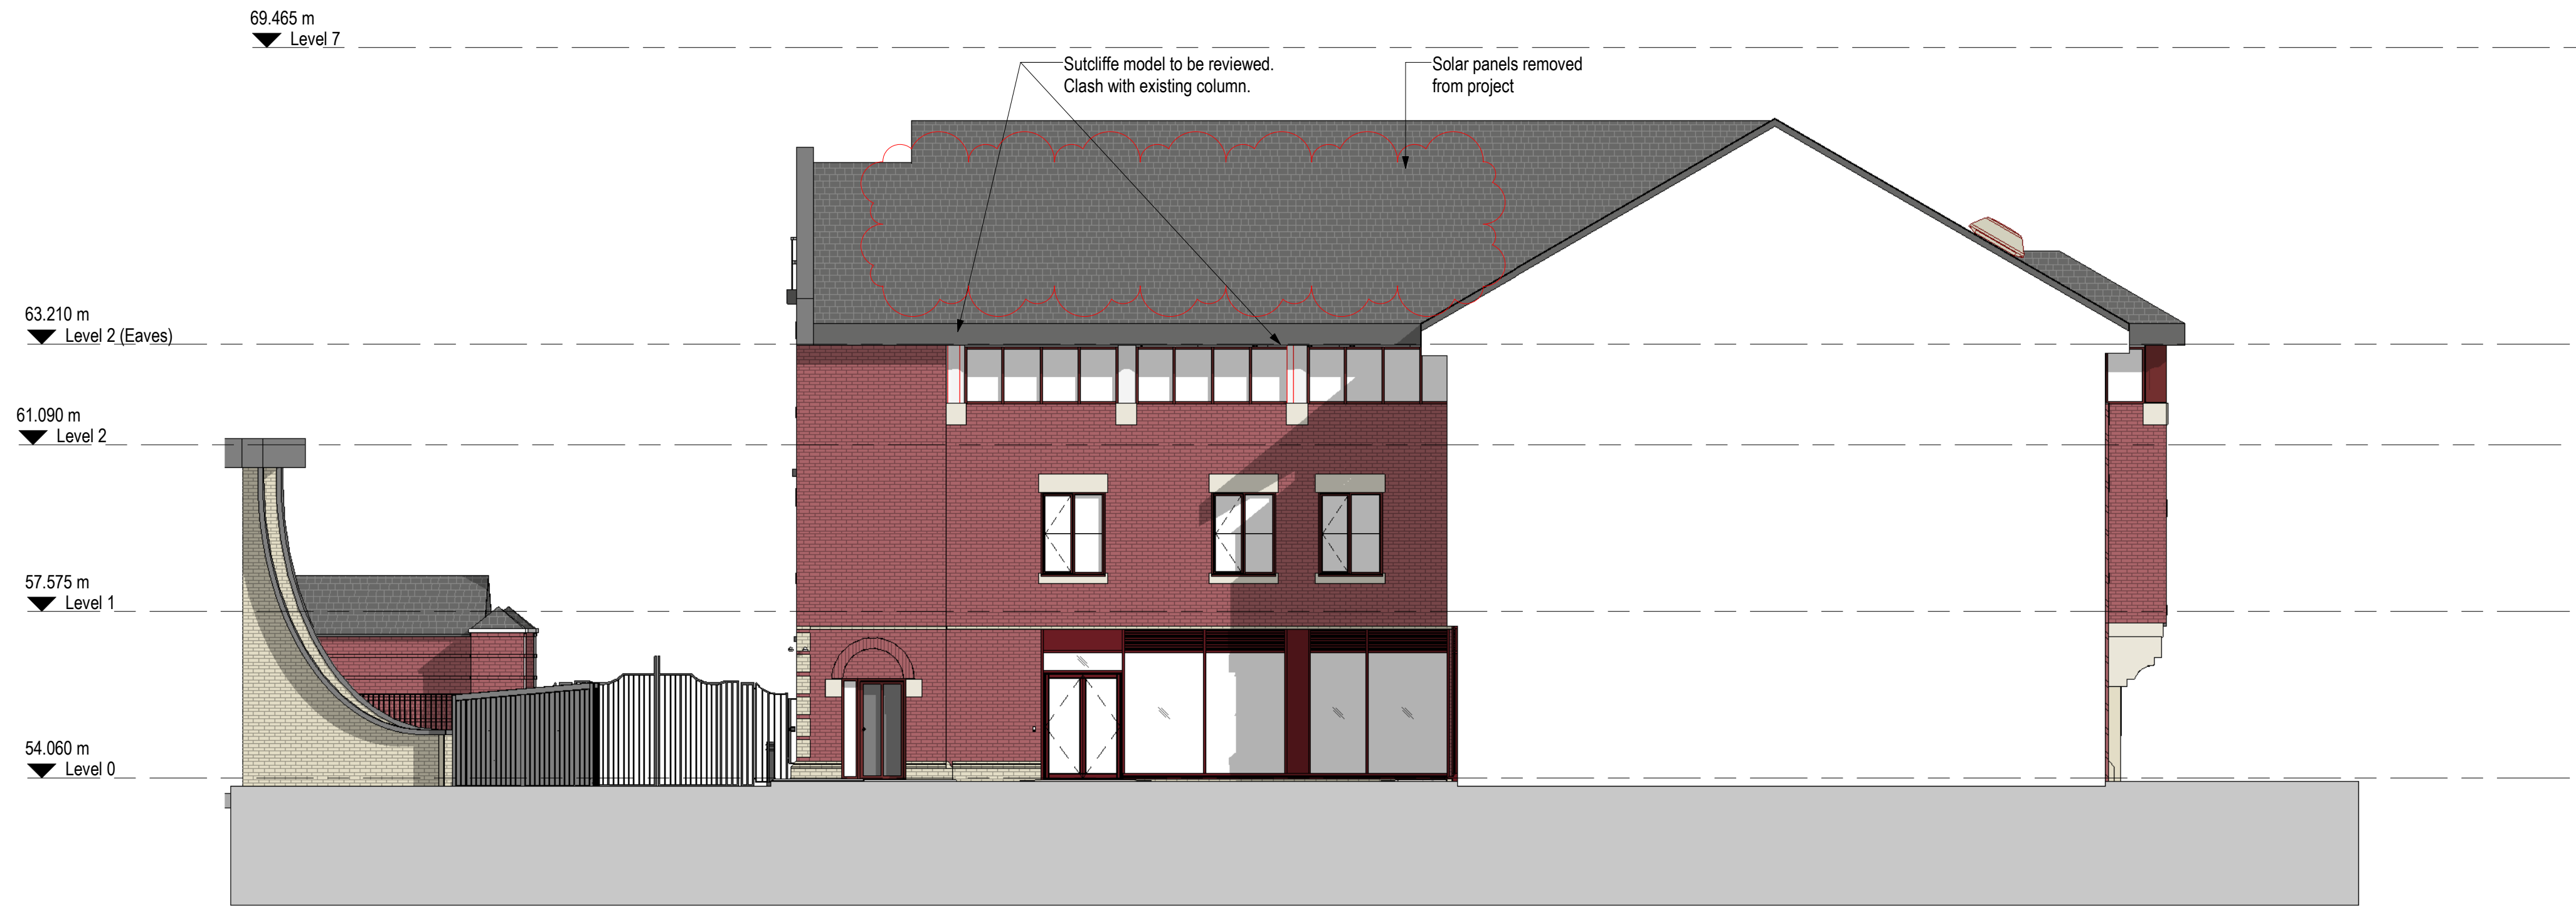 69.465 m
Level 7
Sutcliffe model to be reviewed.
Clash with existing column.
Solar panels removed
from project
63.210 m
Level 2 (Eaves)
61.090 m
Level 2
57.575 m
Level 1
54.060 m
Level 0